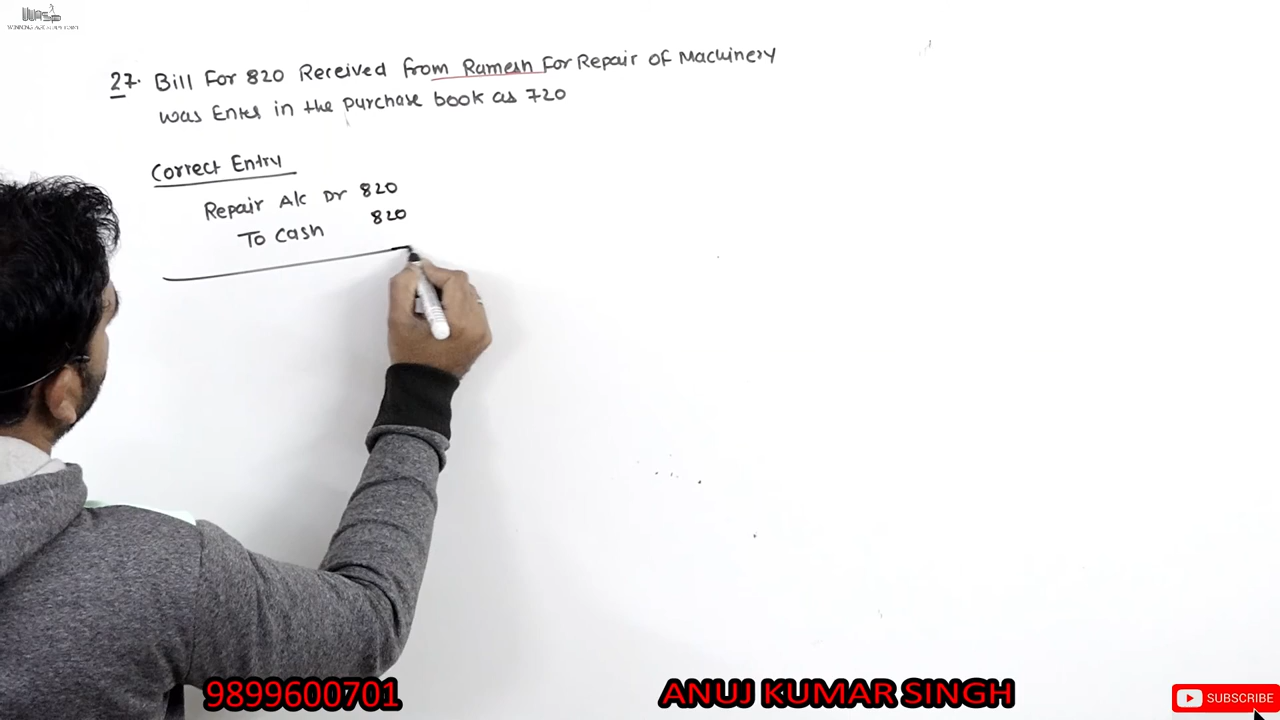 27. Bill For 820 Received from Ramesh For Repair of Machinery
was Enter in the purchase book as 720
Correct Entry
Repair A/c Dr 820
To Cash 820
9899600701
ANUJ KUMAR SINGH
SUBSCRIBE